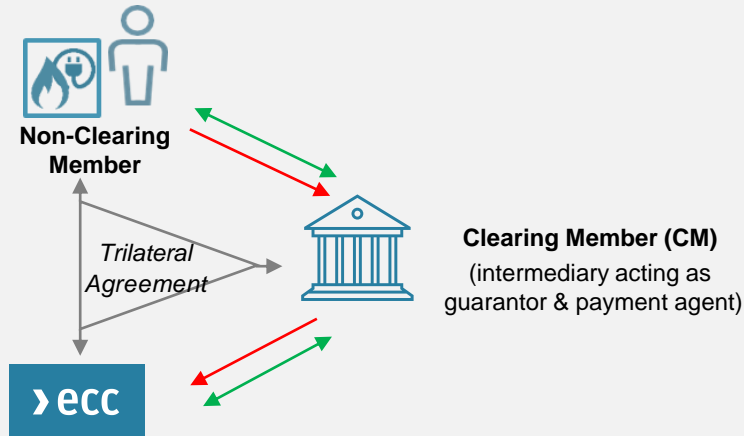 Non-Clearing
Member
Trilateral
Agreement
Clearing Member (CM)
(intermediary acting as
guarantor & payment agent)
ecc